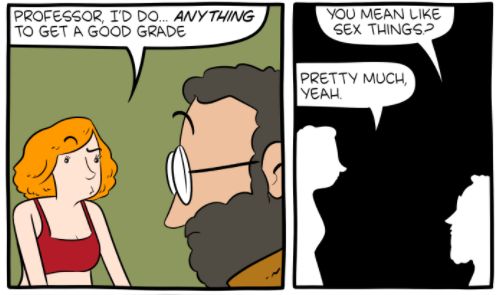 PROFESSOR, I'D DO... ANYTHING
TO GET A GOOD GRADE
YOU MEAN LIKE
SEX THINGS?
PRETTY MUCH,
YEAH.